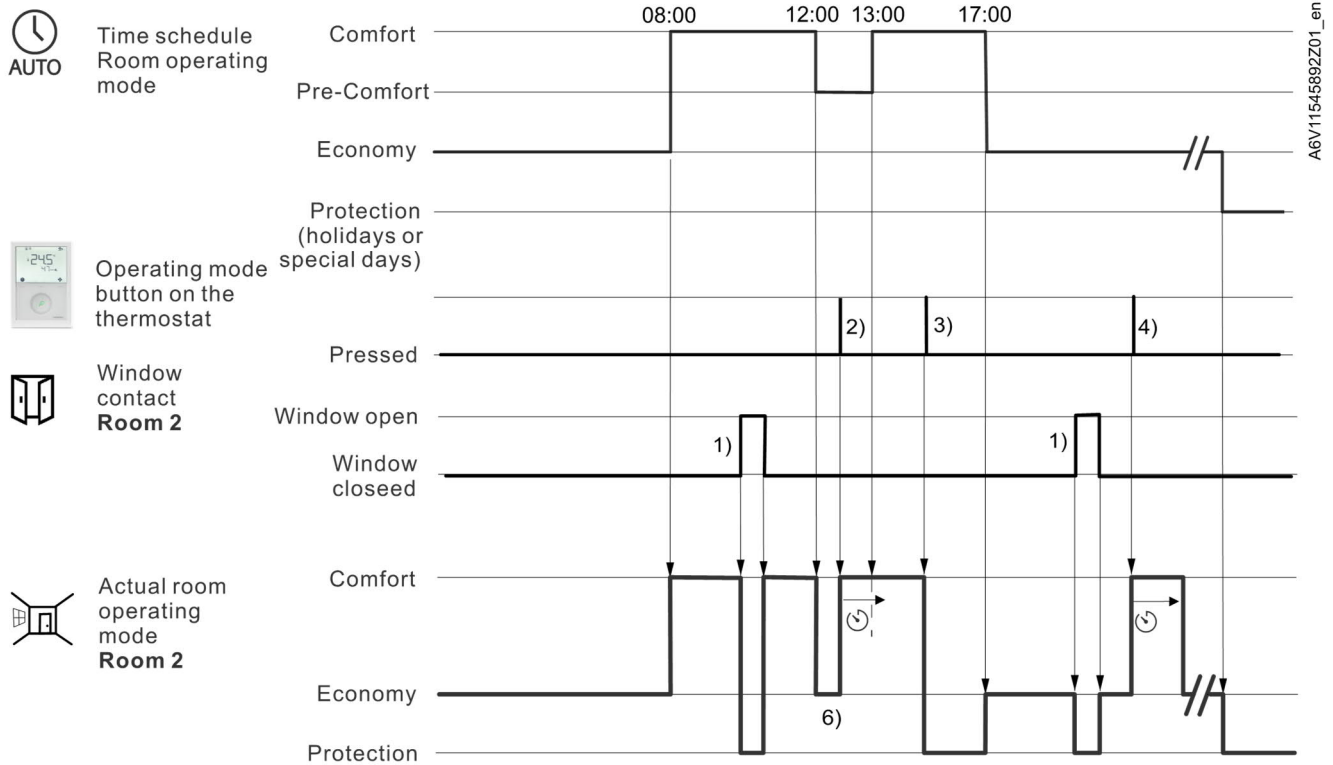 08:00 12:00 13:00 17:00
AUTO
Time schedule
Room operating
mode
Comfort
Pre-Comfort
Economy
Protection
(holidays or
special days)
Operating mode
button on the
thermostat
2) 3) 4)
Pressed
Window
contact
Room 2
Window open
1) 1)
Window
closeed
Actual room
operating
mode
Room 2
Comfort
Economy
6)
Protection
A6V11545892Z01_en